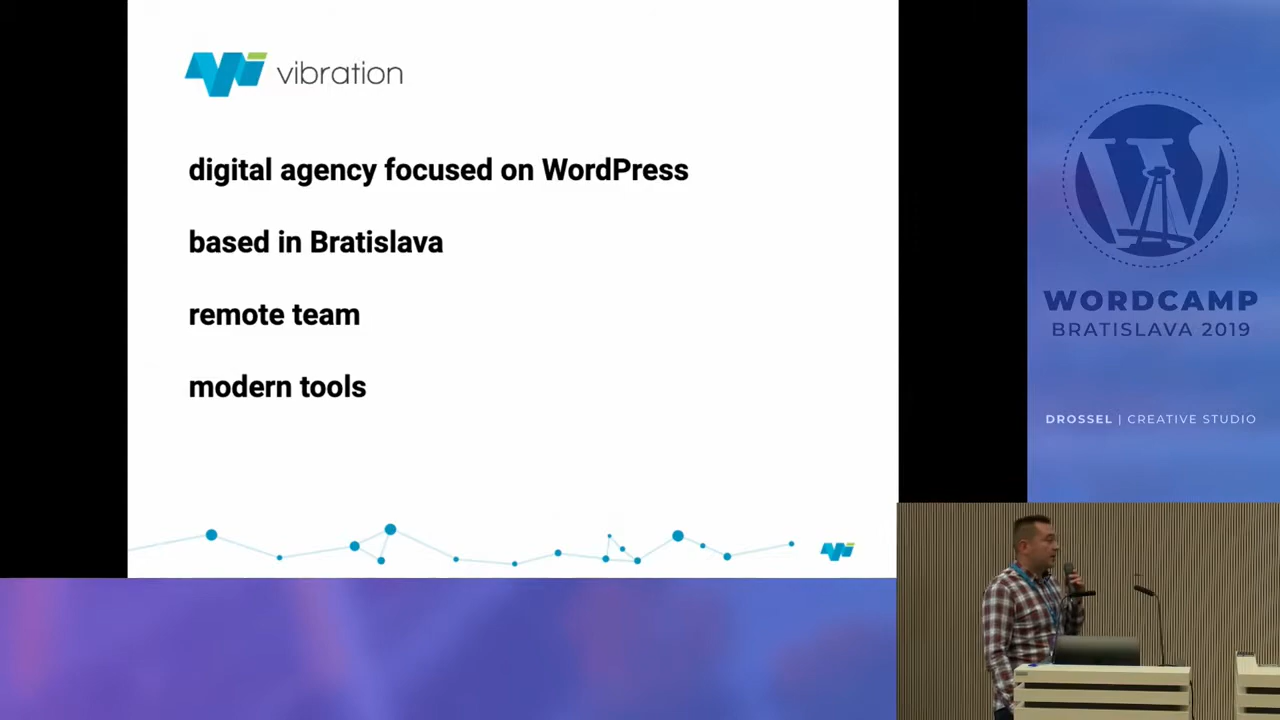 vibration
digital agency focused on WordPress
based in Bratislava
remote team
modern tools
WORDCAMP
BRATISLAVA 2019
DROSSEL | CREATIVE STUDIO